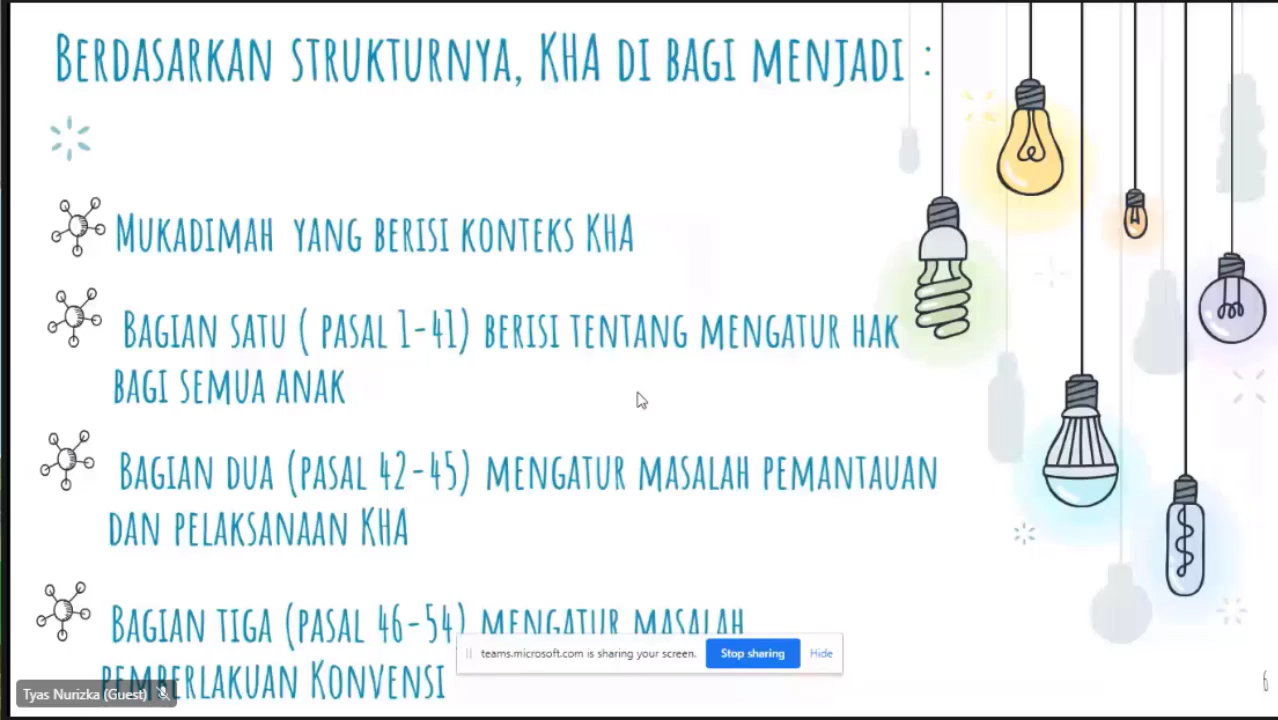 Berdasarkan strukturnya, KHA di bagi menjadi :
Mukadimah yang berisi konteks KHA
Bagian satu ( pasal 1-41) berisi tentang mengatur hak
bagi semua anak
Bagian dua (pasal 42-45) mengatur masalah pemantauan
dan pelaksanaan KHA
Bagian tiga (pasal 46-54) mengatur masalah
teams.microsoft.com is sharing your screen. Stop sharing Hide
pemberlakuan Konvensi
Tyas Nurizka (Guest)
6